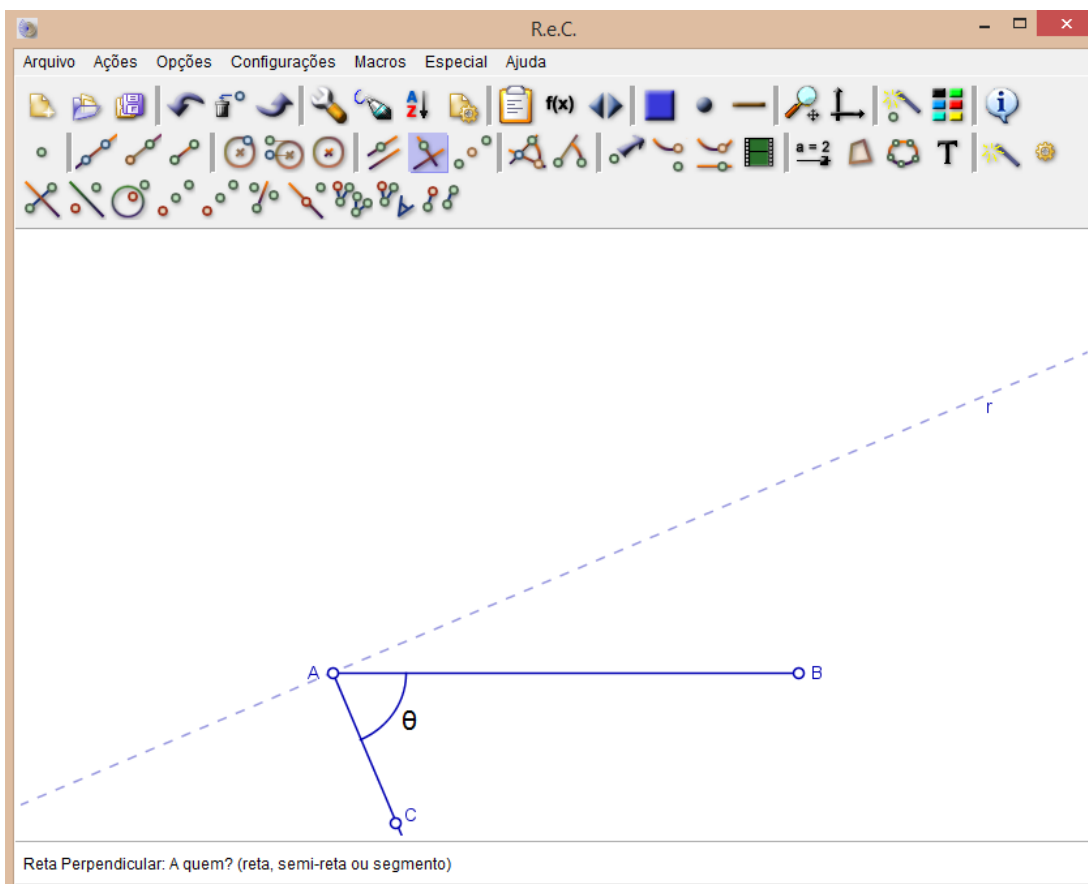 R.e.C.
Arquivo Ações Opções Configurações Macros Especial Ajuda
A Z f(x) i
a = 2 T
r
A B
θ
C
Reta Perpendicular: A quem? (reta, semi-reta ou segmento)